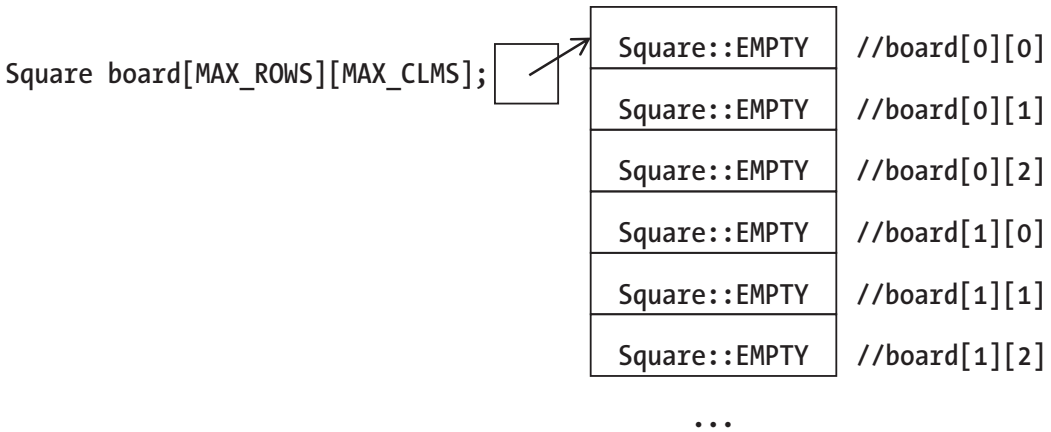 Square::EMPTY //board[0][0]
Square board[MAX_ROWS][MAX_CLMS];
Square::EMPTY //board[0][1]
Square::EMPTY //board[0][2]
Square::EMPTY //board[1][0]
Square::EMPTY //board[1][1]
Square::EMPTY //board[1][2]
...